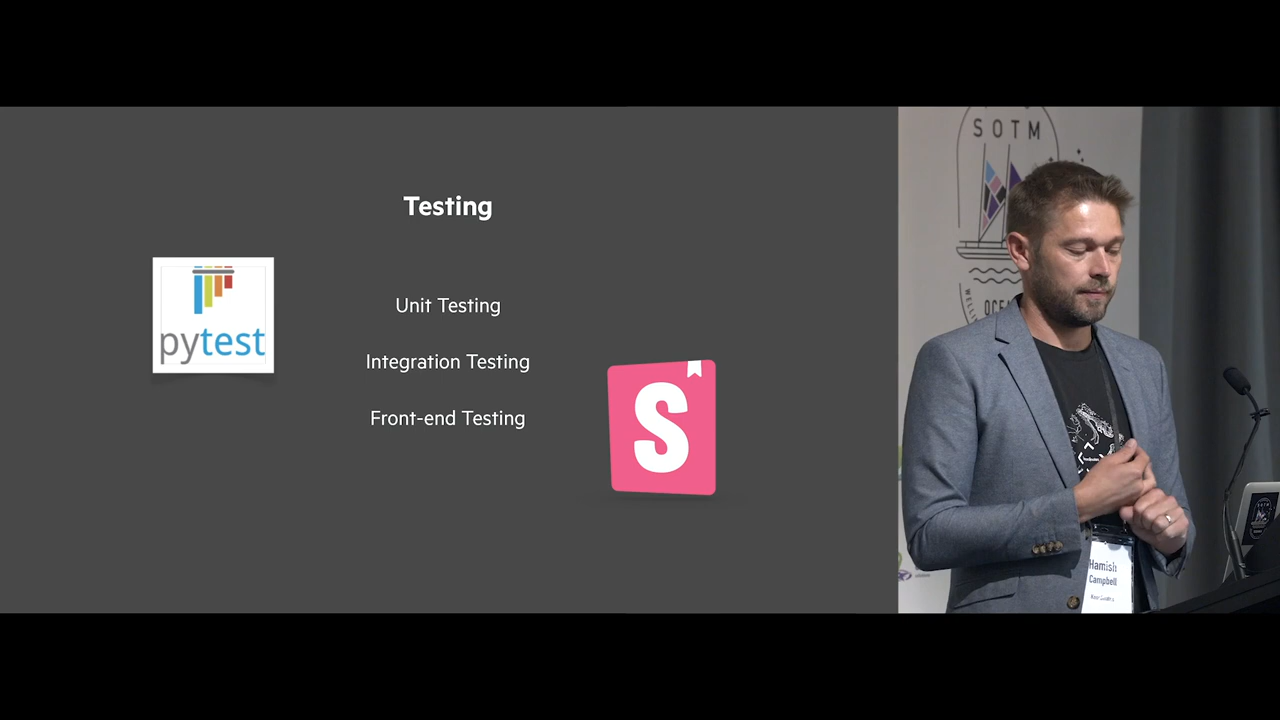 Testing
pytest
Unit Testing
Integration Testing
Front-end Testing
S
SOTM
Hamish
Campbell